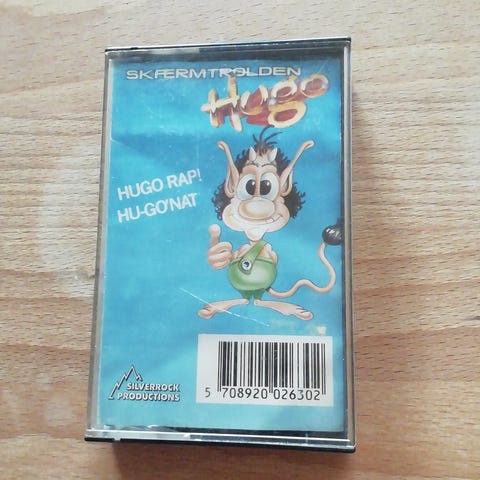 SKÆRMTROLDEN
Hugo
HUGO RAP!
HU-GO'NAT
5 708920 026302
SILVERROCK
PRODUCTIONS